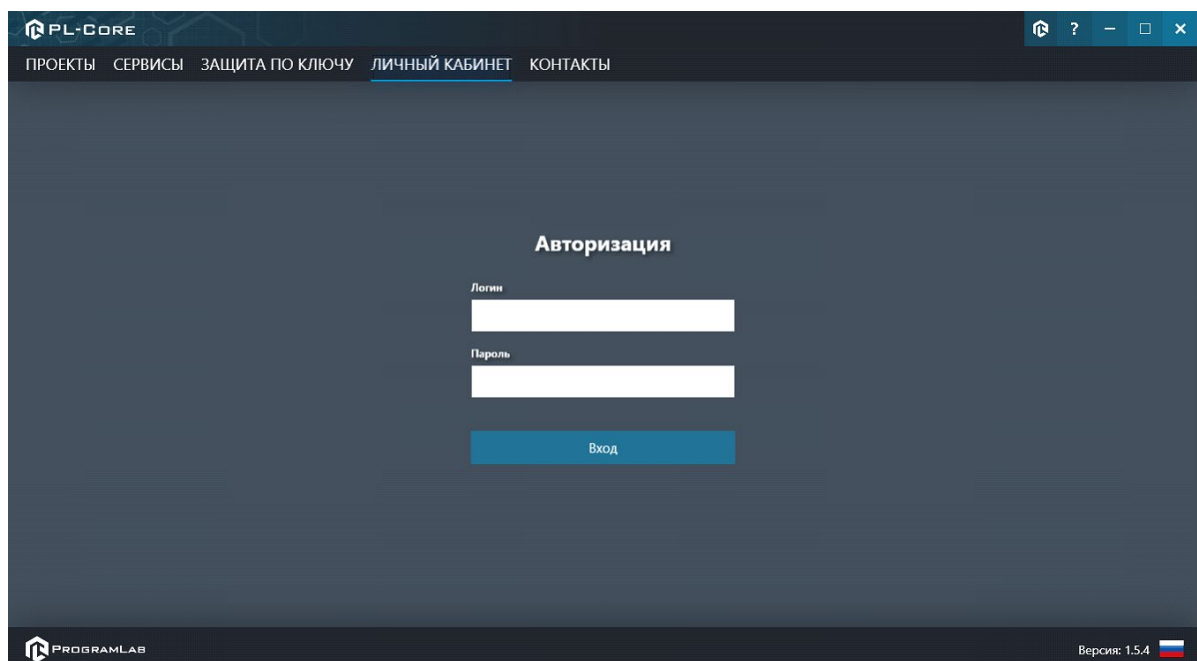 PL-CORE
?
ПРОЕКТЫ СЕРВИСЫ ЗАЩИТА ПО КЛЮЧУ ЛИЧНЫЙ КАБИНЕТ КОНТАКТЫ
Авторизация
Логин
Пароль
Вход
PROGRAMLAB
Версия: 1.5.4